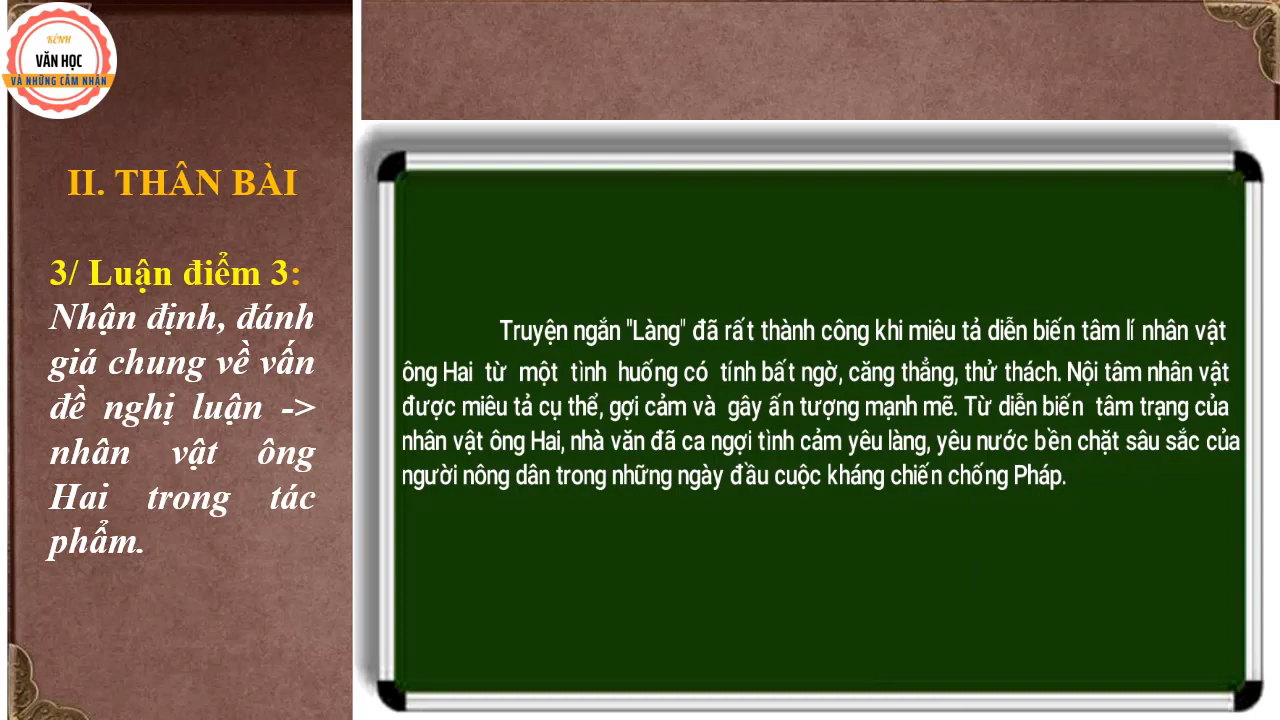 KÊNH
VĂN HỌC
VÀ NHỮNG CẢM NHẬN
II. THÂN BÀI
3/ Luận điểm 3:
Nhận định, đánh
giá chung về vấn
đề nghị luận ->
nhân vật ông
Hai trong tác
phẩm.
Truyện ngắn "Làng" đã rất thành công khi miêu tả diễn biến tâm lí nhân vật
ông Hai từ một tình huống có tính bất ngờ, căng thẳng, thử thách. Nội tâm nhân vật
được miêu tả cụ thể, gợi cảm và gây ấn tượng mạnh mẽ. Từ diễn biến tâm trạng của
nhân vật ông Hai, nhà văn đã ca ngợi tình cảm yêu làng, yêu nước bền chặt sâu sắc của
người nông dân trong những ngày đầu cuộc kháng chiến chống Pháp.